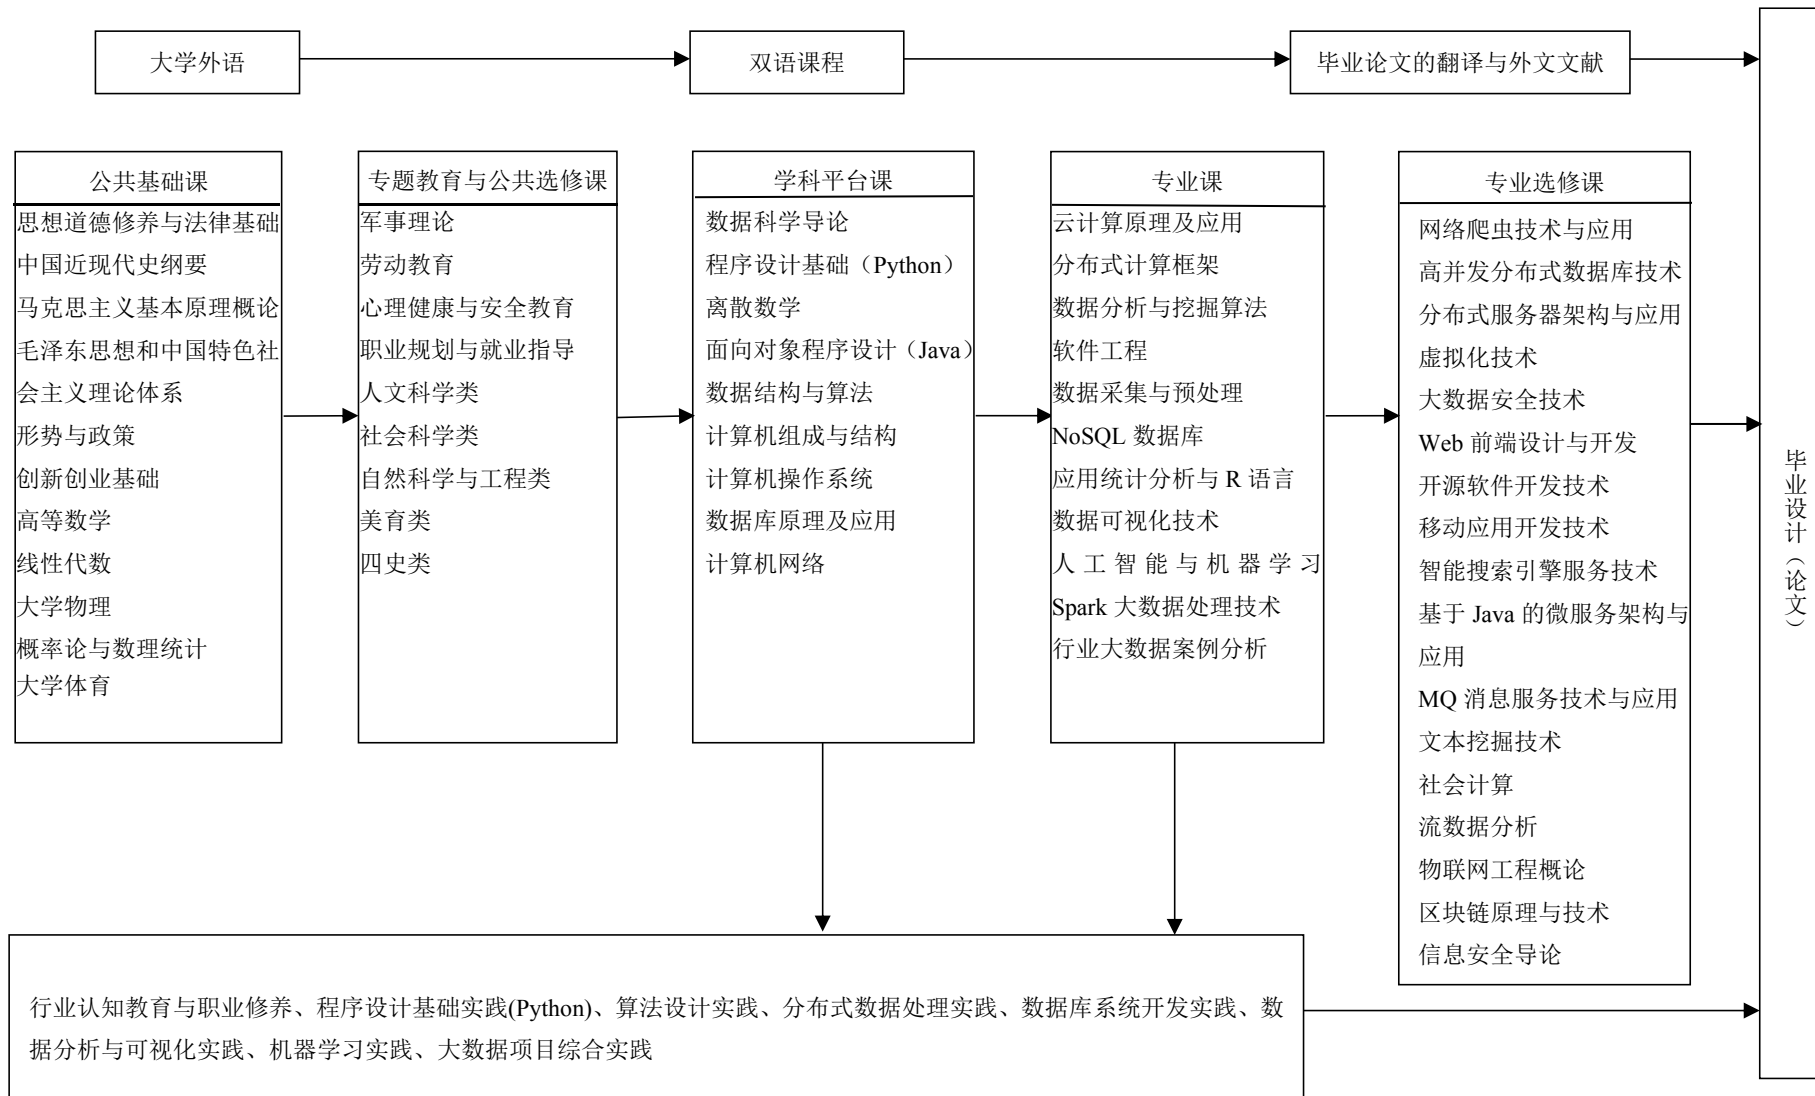 大学外语
双语课程
毕业论文的翻译与外文文献
公共基础课
思想道德修养与法律基础
中国近现代史纲要
马克思主义基本原理概论
毛泽东思想和中国特色社
会主义理论体系
形势与政策
创新创业基础
高等数学
线性代数
大学物理
概率论与数理统计
大学体育
专题教育与公共选修课
军事理论
劳动教育
心理健康与安全教育
职业规划与就业指导
人文科学类
社会科学类
自然科学与工程类
美育类
四史类
学科平台课
数据科学导论
程序设计基础（Python）
离散数学
面向对象程序设计（Java）
数据结构与算法
计算机组成与结构
计算机操作系统
数据库原理及应用
计算机网络
专业课
云计算原理及应用
分布式计算框架
数据分析与挖掘算法
软件工程
数据采集与预处理
NoSQL 数据库
应用统计分析与 R 语言
数据可视化技术
人工智能与机器学习
Spark 大数据处理技术
行业大数据案例分析
专业选修课
网络爬虫技术与应用
高并发分布式数据库技术
分布式服务器架构与应用
虚拟化技术
大数据安全技术
Web 前端设计与开发
开源软件开发技术
移动应用开发技术
智能搜索引擎服务技术
基于 Java 的微服务架构与
应用
MQ 消息服务技术与应用
文本挖掘技术
社会计算
流数据分析
物联网工程概论
区块链原理与技术
信息安全导论
行业认知教育与职业修养、程序设计基础实践(Python)、算法设计实践、分布式数据处理实践、数据库系统开发实践、数
据分析与可视化实践、机器学习实践、大数据项目综合实践
毕业设计（论文）